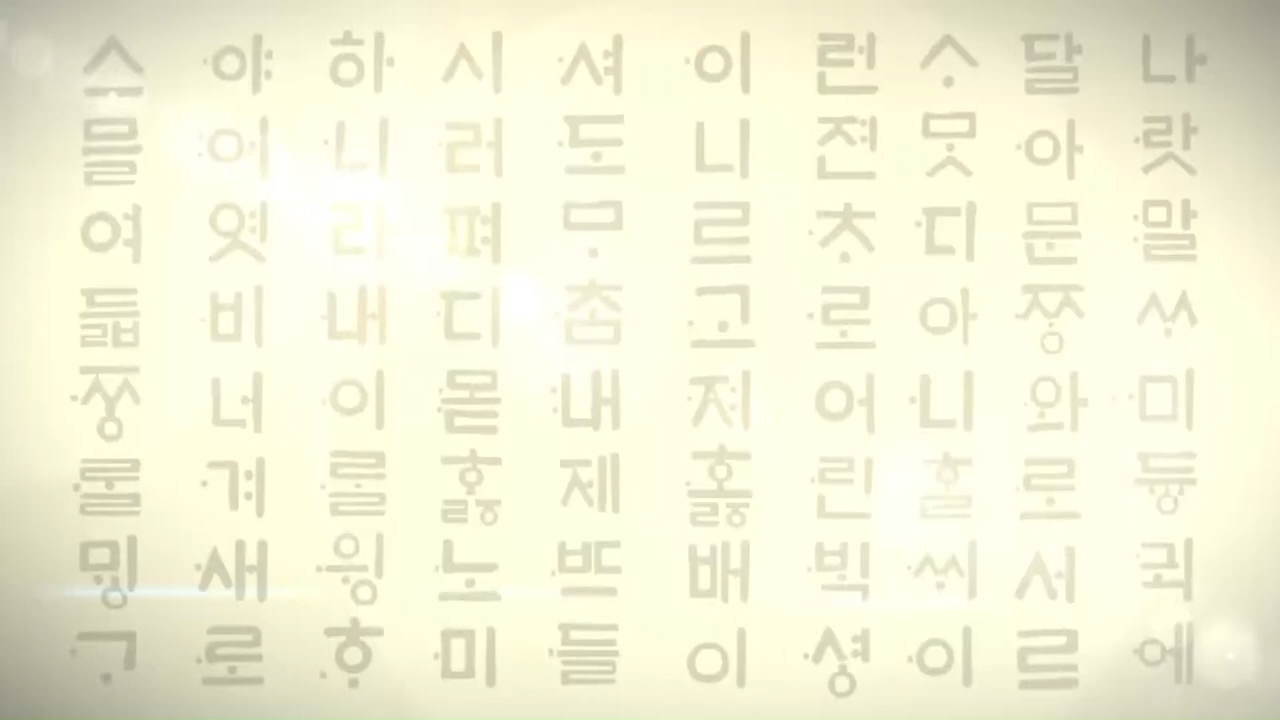 나랏말ᄊᆞ미듀ᇰ귁에
달아문ᄍᆞᆼ와로서르
ᄉᆞᄆᆞᆺ디아니ᄒᆞᆯᄊᆡ이
런젼ᄎᆞ로어린ᄇᆡᆨ셔ᇰ이
이니르고져호ᇙ배이
셔도ᄆᆞᄎᆞᆷ내제ᄠᅳ들
시러펴디몯ᄒᆞᇙ노미
하니라내이ᄅᆞᆯ윙ᄒᆞ
야어엿비너겨새로
스믈여듧ᄍᆞᆼᄅᆞᆯᄆᆡᇰᄀᆞ